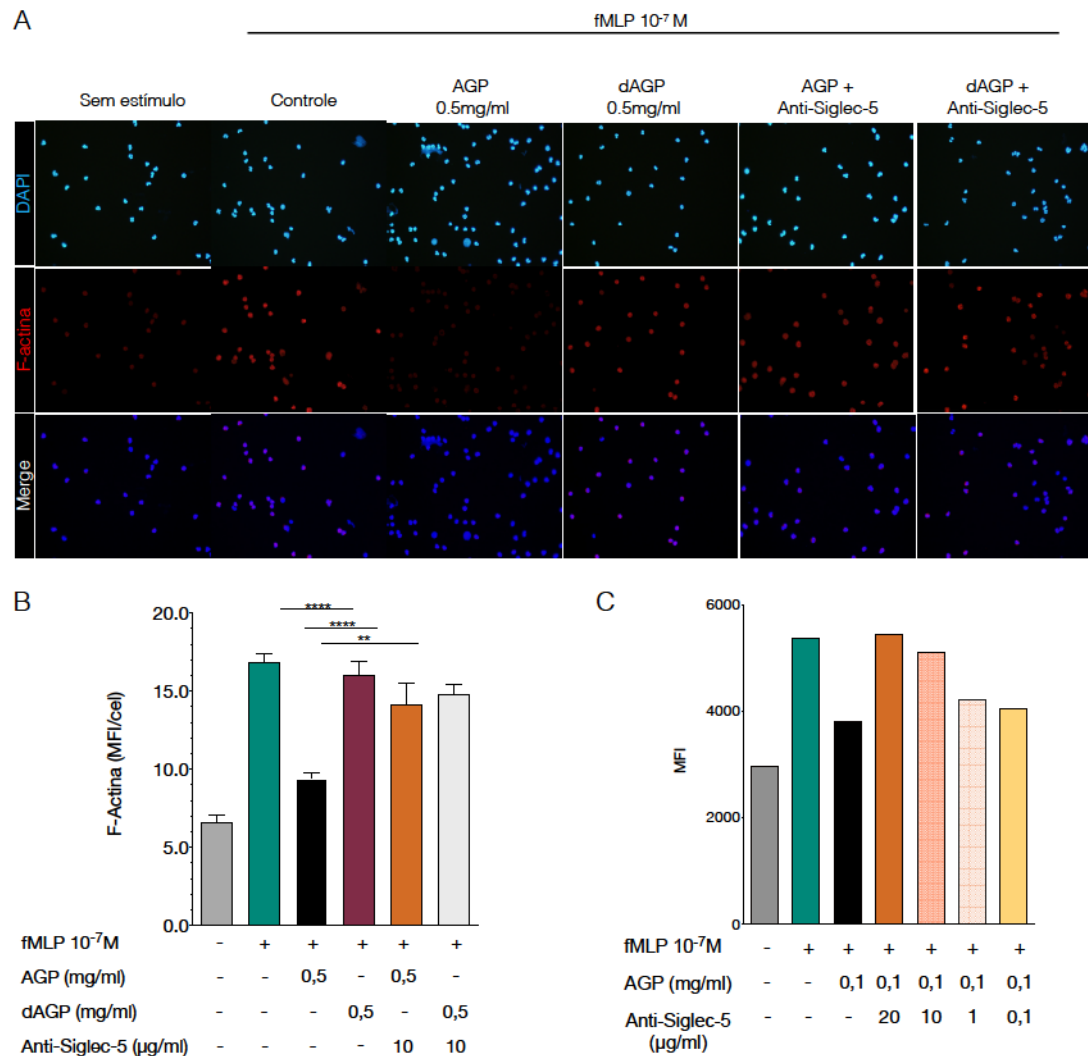 A
fMLP 10⁻⁷ M
Sem estímulo
Controle
AGP
0.5mg/ml
dAGP
0.5mg/ml
AGP +
Anti-Siglec-5
dAGP +
Anti-Siglec-5
DAPI
F-actina
Merge
B
F-Actina (MFI/cel)
20.0
15.0
10.0
5.0
0.0
****
****
**
fMLP 10⁻⁷M - + + + + +
AGP (mg/ml) - - 0,5 - 0,5 -
dAGP (mg/ml) - - - 0,5 - 0,5
Anti-Siglec-5 (µg/ml) - - - - 10 10
C
MFI
6000
4000
2000
0
fMLP 10⁻⁷M - + + + + + +
AGP (mg/ml) - - 0,1 0,1 0,1 0,1 0,1
Anti-Siglec-5 - - - 20 10 1 0,1
(µg/ml)